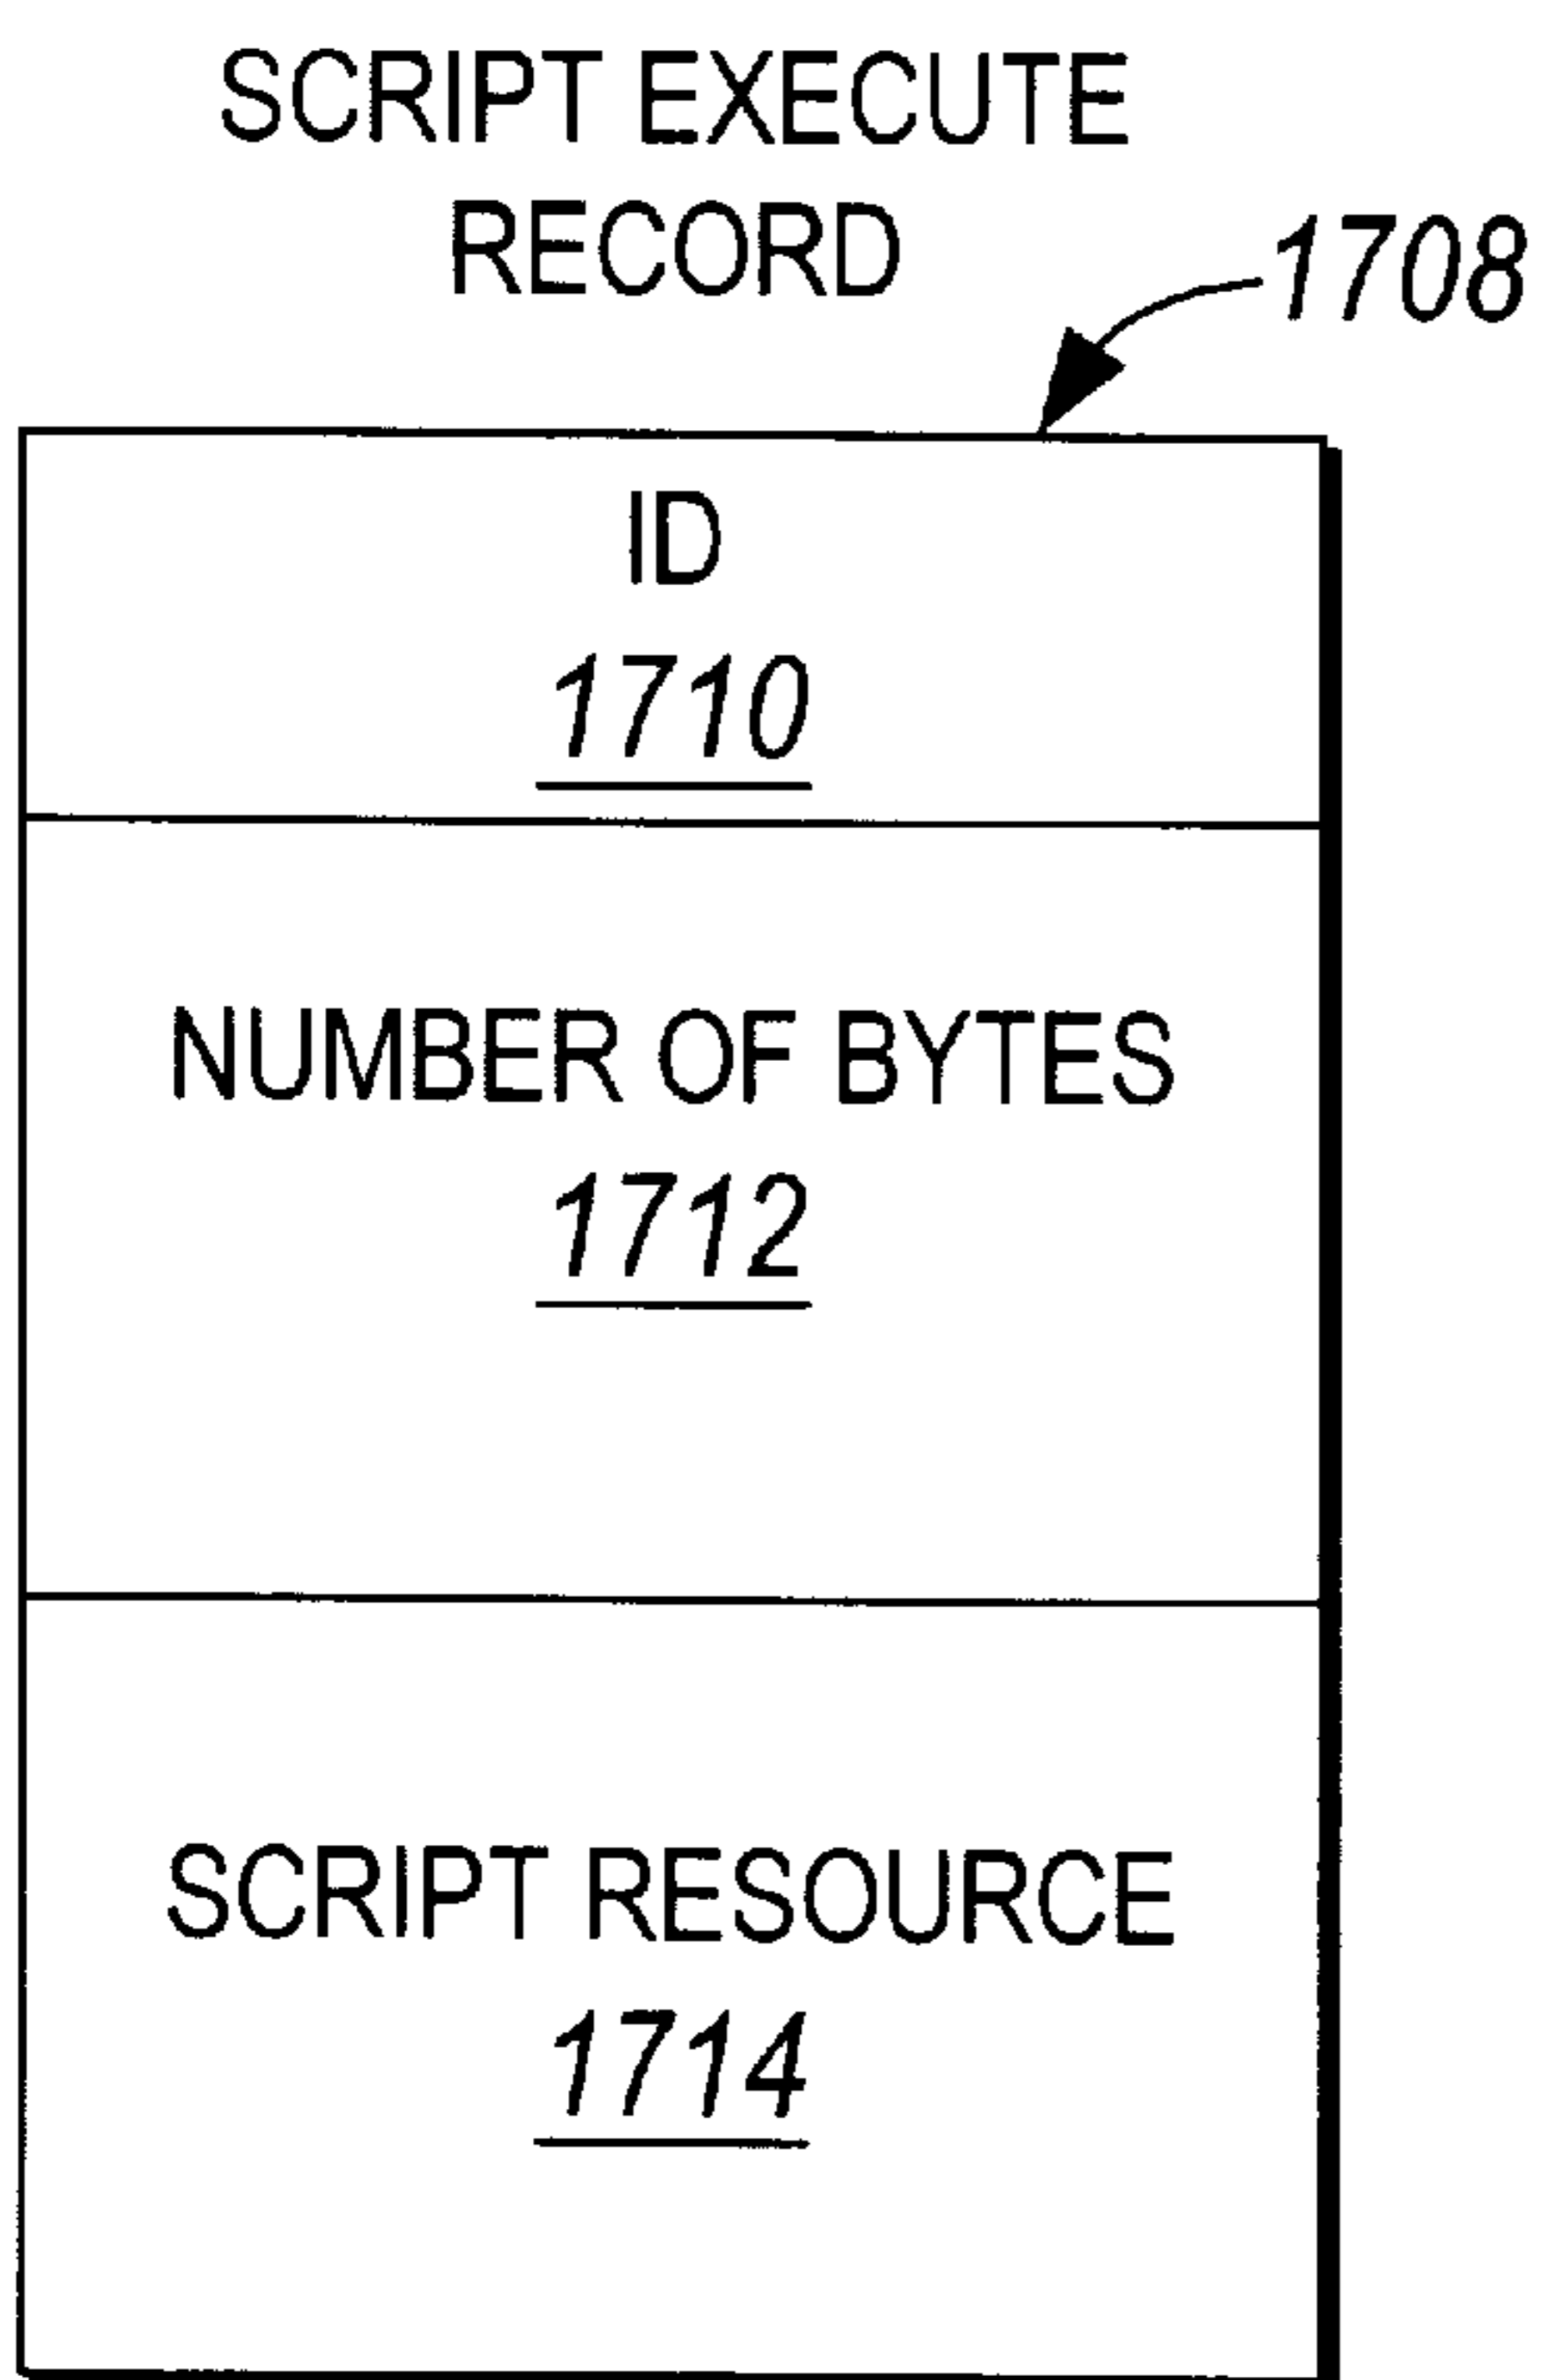 SCRIPT EXECUTE
RECORD
1708
ID
1710
NUMBER OF BYTES
1712
SCRIPT RESOURCE
1714